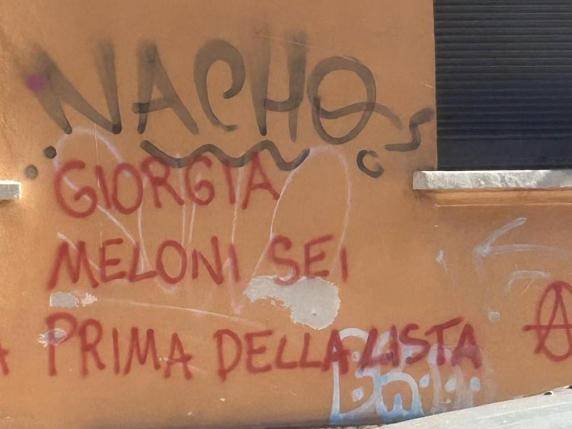 NACHO
GIORGIA
MELONI SEI
A PRIMA DELLA LISTA